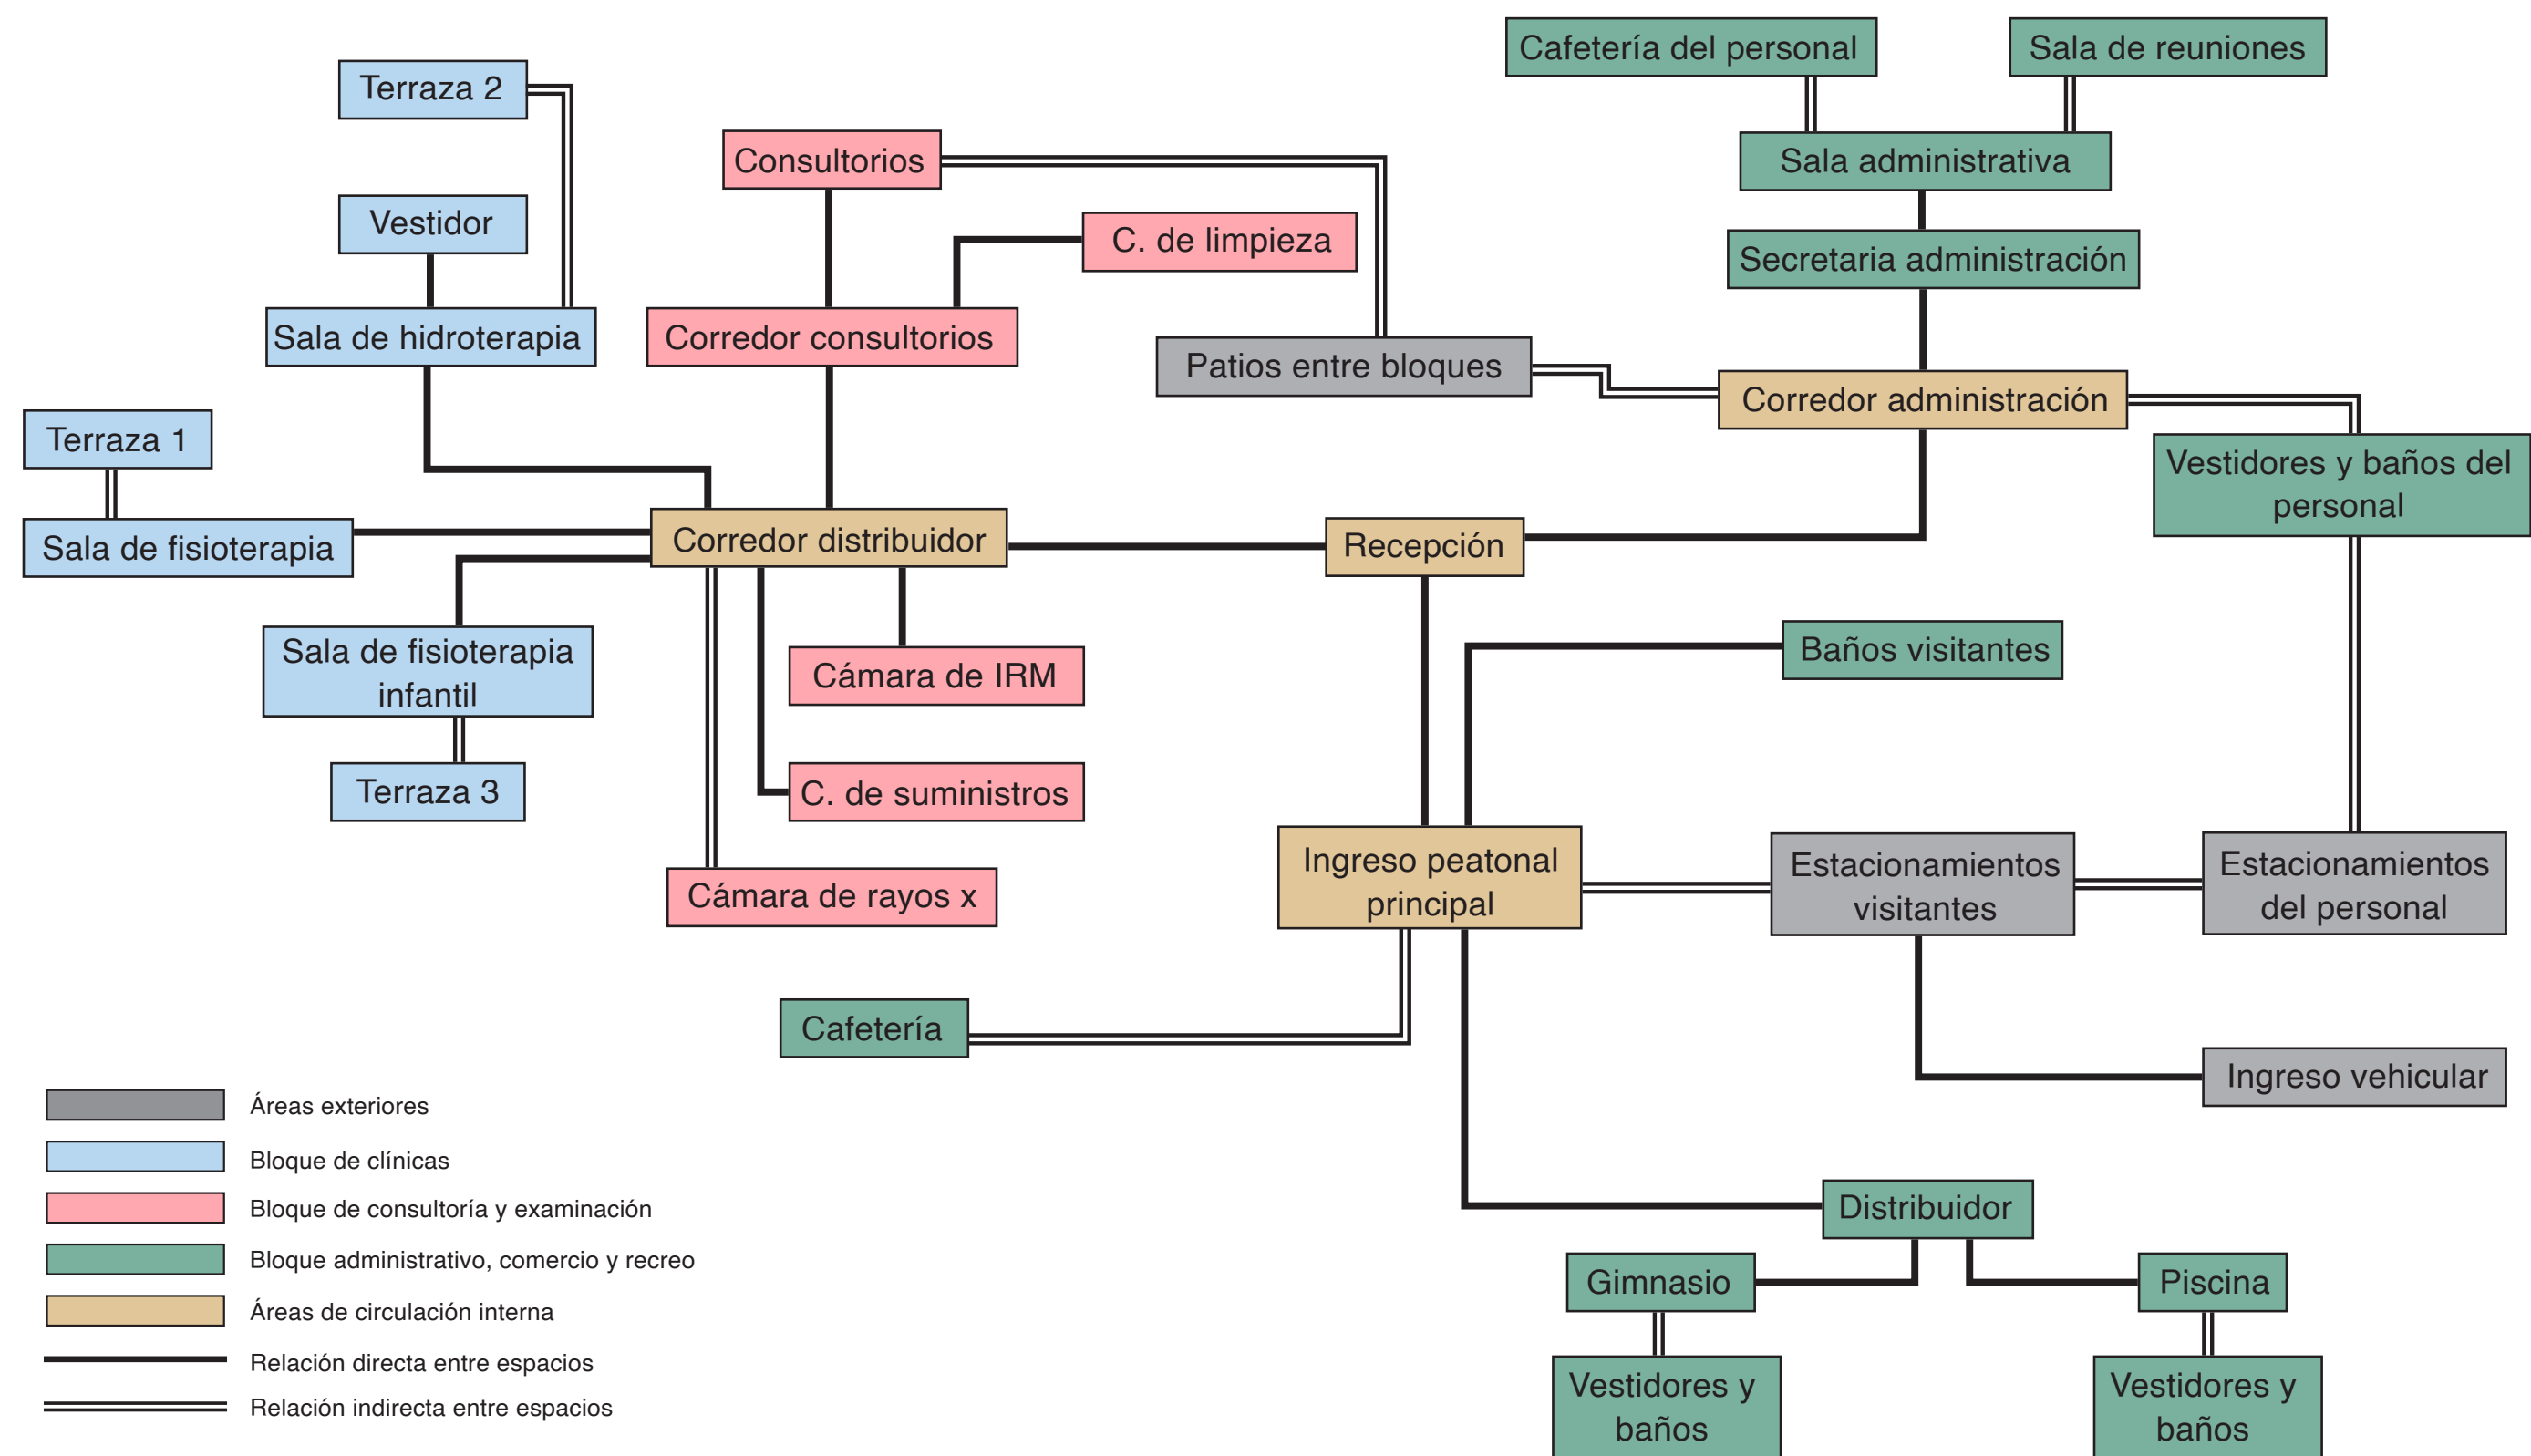 Cafetería del personal
Sala de reuniones
Terraza 2
Consultorios
Sala administrativa
Vestidor
C. de limpieza
Secretaria administración
Sala de hidroterapia
Corredor consultorios
Patios entre bloques
Corredor administración
Terraza 1
Vestidores y baños del
personal
Sala de fisioterapia
Corredor distribuidor
Recepción
Sala de fisioterapia
infantil
Cámara de IRM
Baños visitantes
Terraza 3
C. de suministros
Cámara de rayos x
Ingreso peatonal
principal
Estacionamientos
visitantes
Estacionamientos
del personal
Cafetería
Ingreso vehicular
Distribuidor
Gimnasio
Piscina
Vestidores y
baños
Vestidores y
baños
Áreas exteriores
Bloque de clínicas
Bloque de consultoría y examinación
Bloque administrativo, comercio y recreo
Áreas de circulación interna
Relación directa entre espacios
Relación indirecta entre espacios